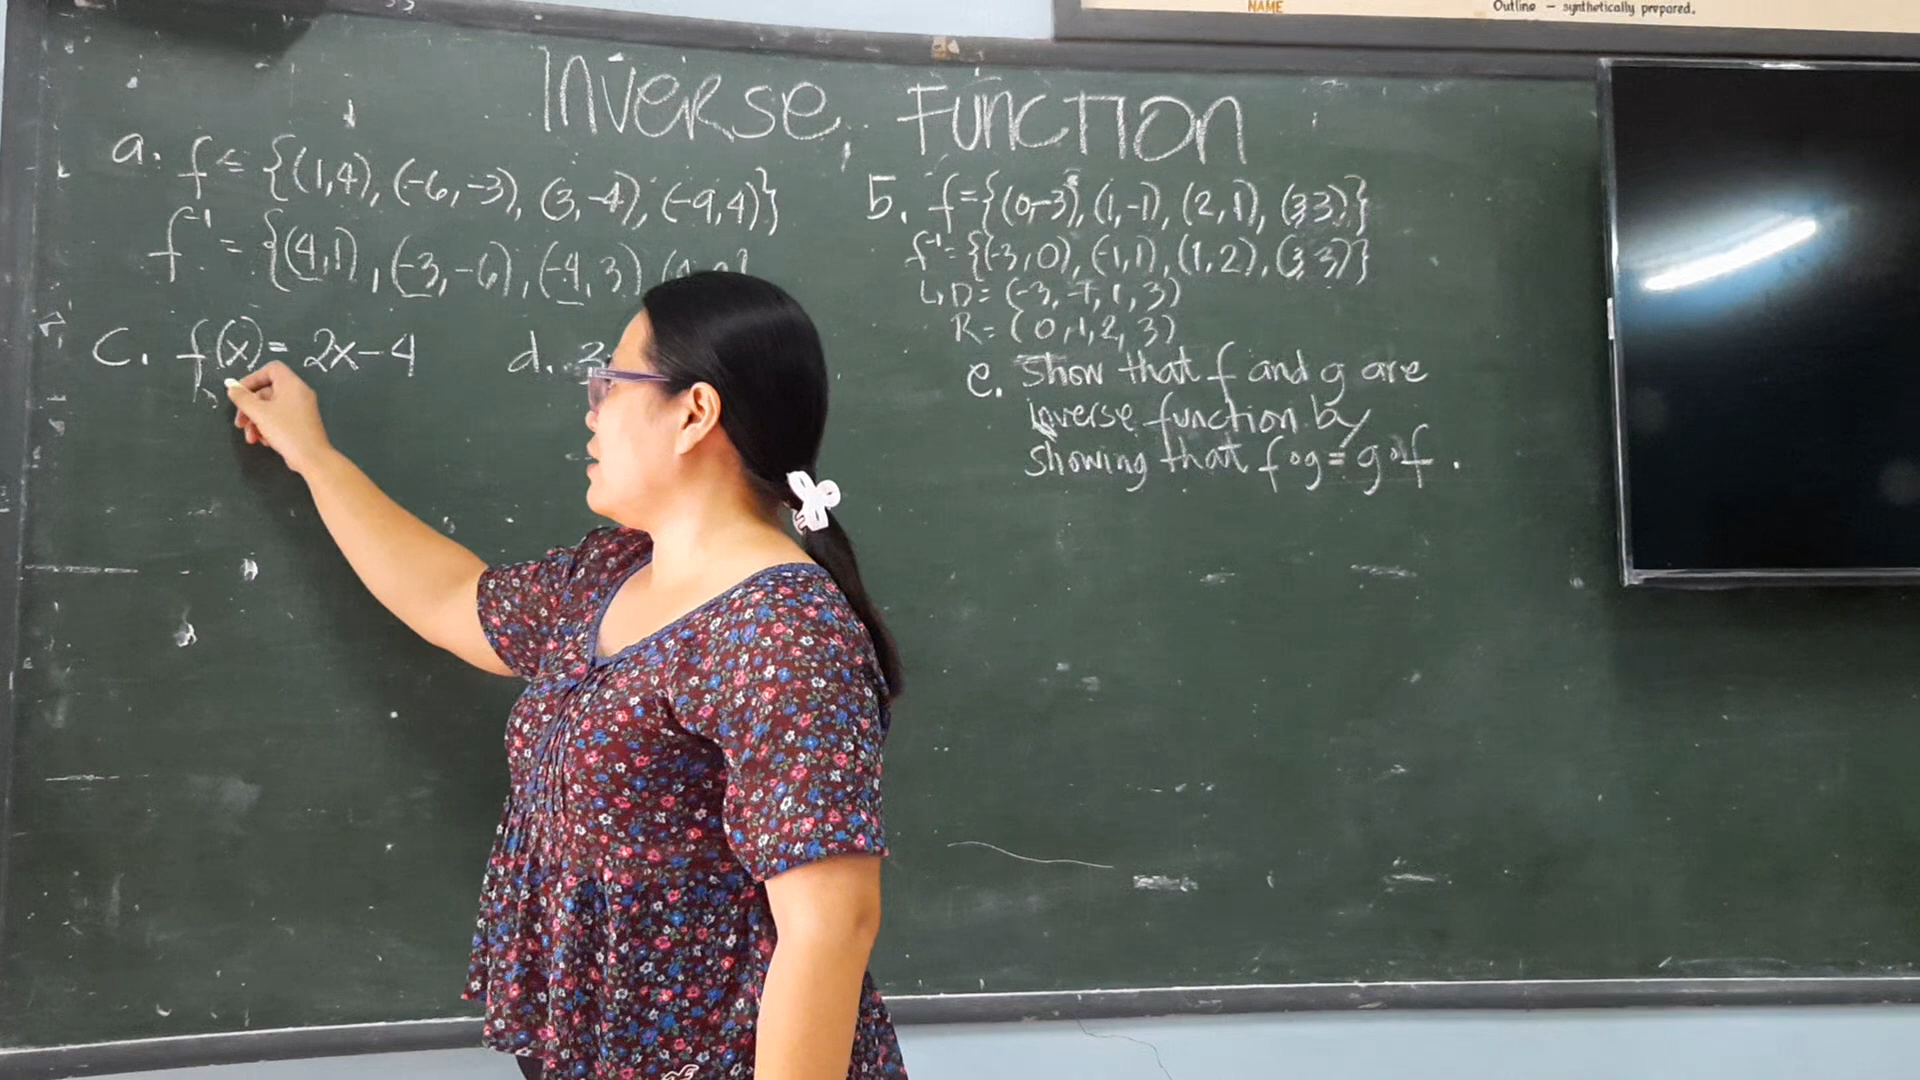 NAME
Outline – synthetically prepared.
Inverse Function
a. f = {(1,4), (-6,-3), (3,-4), (-9,4)}
f⁻¹ = {(4,1), (-3,-6), (-4,3)
c. f(x) = 2x-4
d. 3
5. f={(0,-3), (1,-1), (2,1), (3,3)}
f⁻¹={(-3,0), (-1,1), (1,2), (3,3)}
↳ D= (-3,-1,1,3)
R= (0,1,2,3)
e. Show that f and g are
inverse function by
showing that f∘g = g∘f.